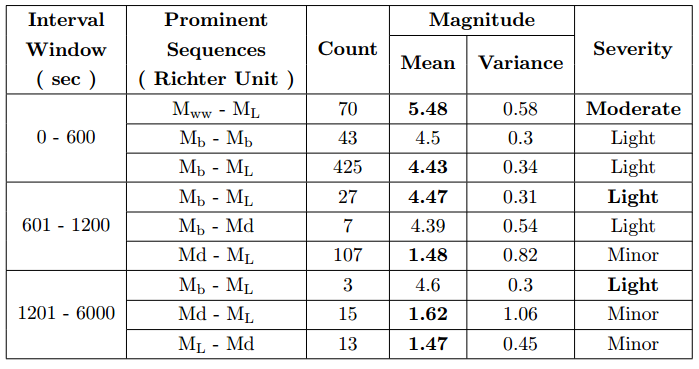 Interval Window ( sec ) | Prominent Sequences ( Richter Unit ) | Count | Magnitude | Severity
Mean | Variance
0 - 600 | M_ww - M_L | 70 | 5.48 | 0.58 | Moderate
M_b - M_b | 43 | 4.5 | 0.3 | Light
M_b - M_L | 425 | 4.43 | 0.34 | Light
601 - 1200 | M_b - M_L | 27 | 4.47 | 0.31 | Light
M_b - Md | 7 | 4.39 | 0.54 | Light
Md - M_L | 107 | 1.48 | 0.82 | Minor
1201 - 6000 | M_b - M_L | 3 | 4.6 | 0.3 | Light
Md - M_L | 15 | 1.62 | 1.06 | Minor
M_L - Md | 13 | 1.47 | 0.45 | Minor